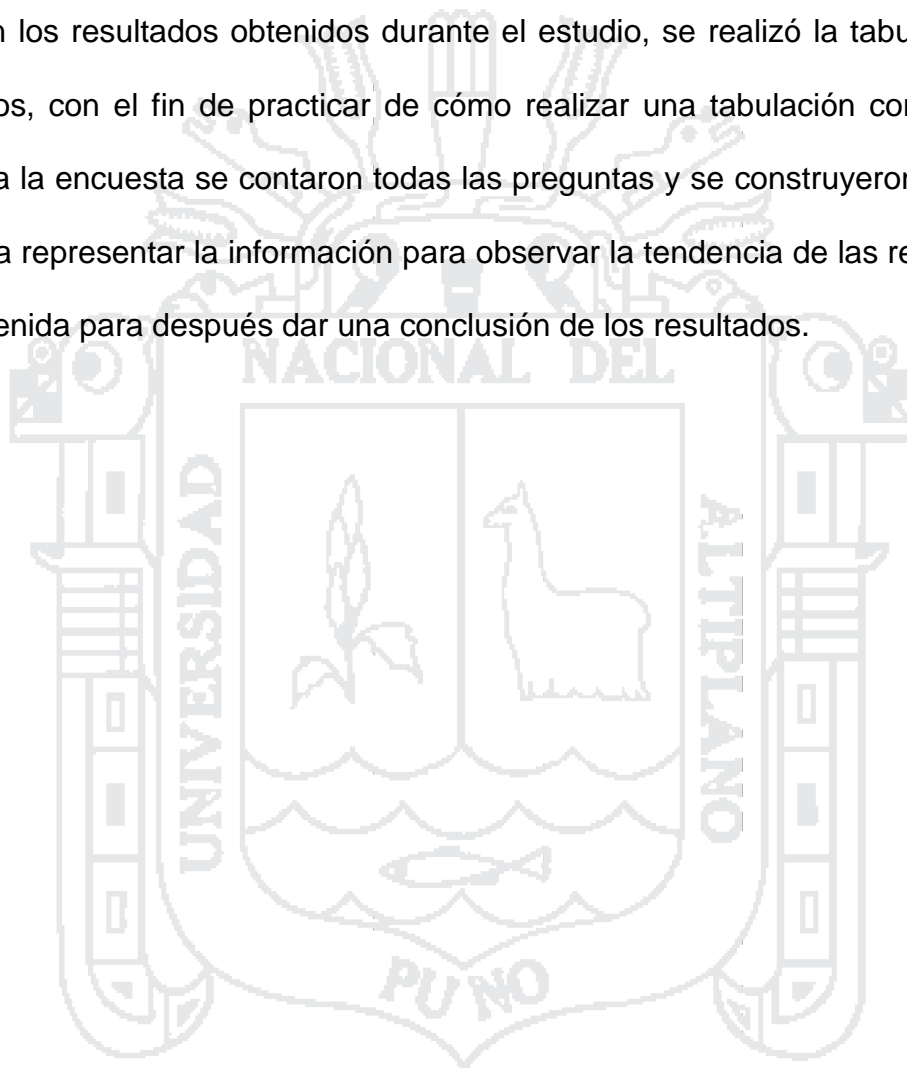 n los resultados obtenidos durante el estudio, se realizó la tabu
os, con el fin de practicar de cómo realizar una tabulación co
a la encuesta se contaron todas las preguntas y se construyero
a representar la información para observar la tendencia de las re
enida para después dar una conclusión de los resultados.
NACIONAL DEL
UNIVERSIDAD
ALTIPLANO
PUNO